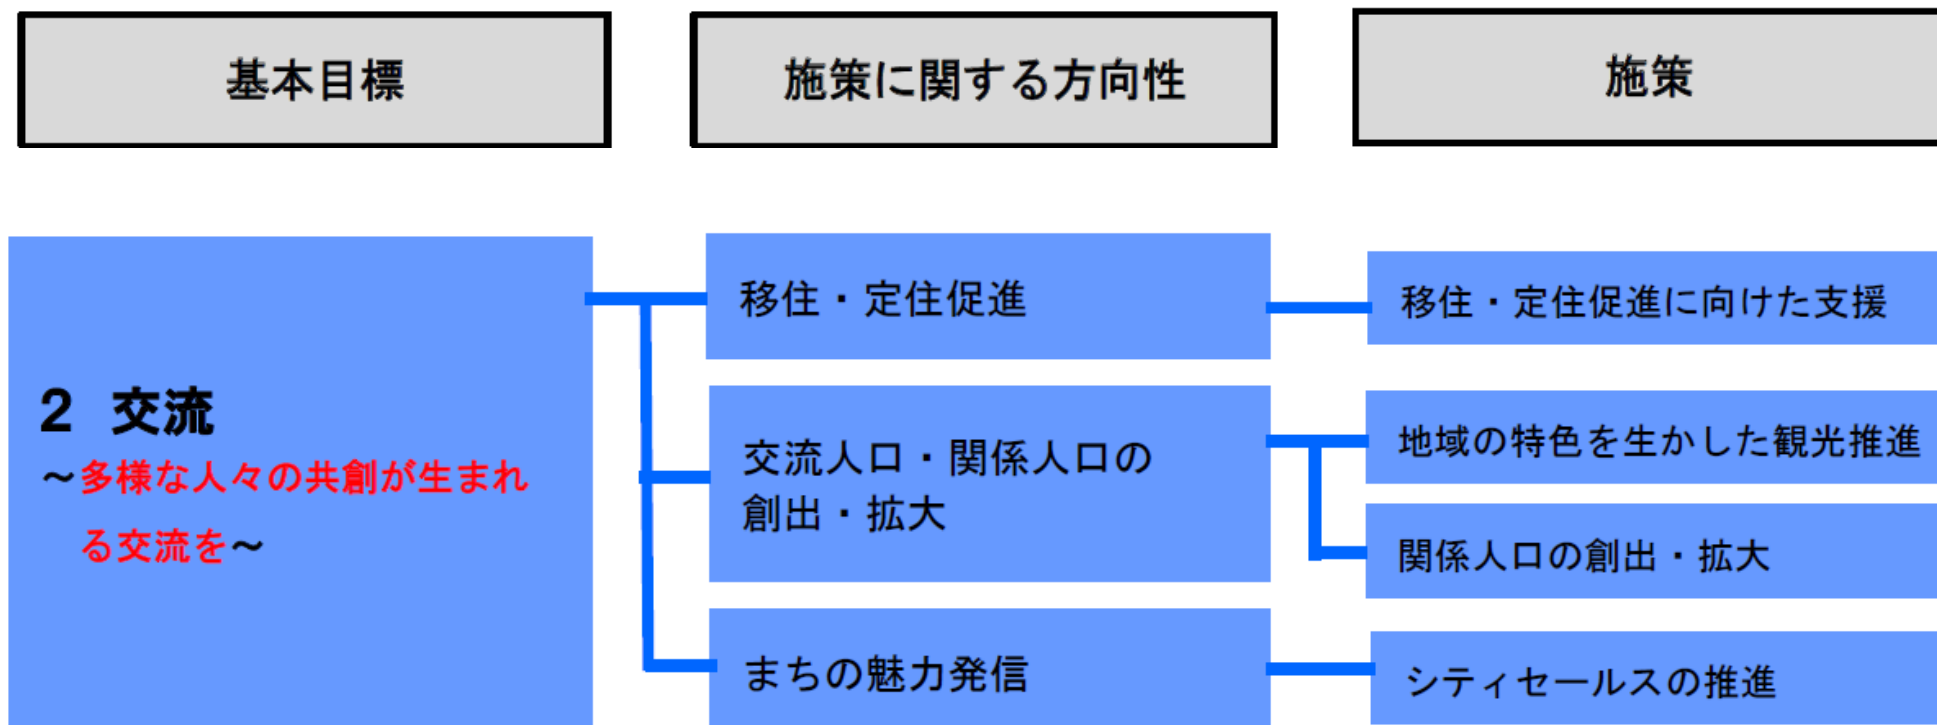 基本目標
施策に関する方向性
施策
2 交流
～多様な人々の共創が生まれ
る交流を～
移住・定住促進
交流人口・関係人口の
創出・拡大
まちの魅力発信
移住・定住促進に向けた支援
地域の特色を生かした観光推進
関係人口の創出・拡大
シティセールスの推進